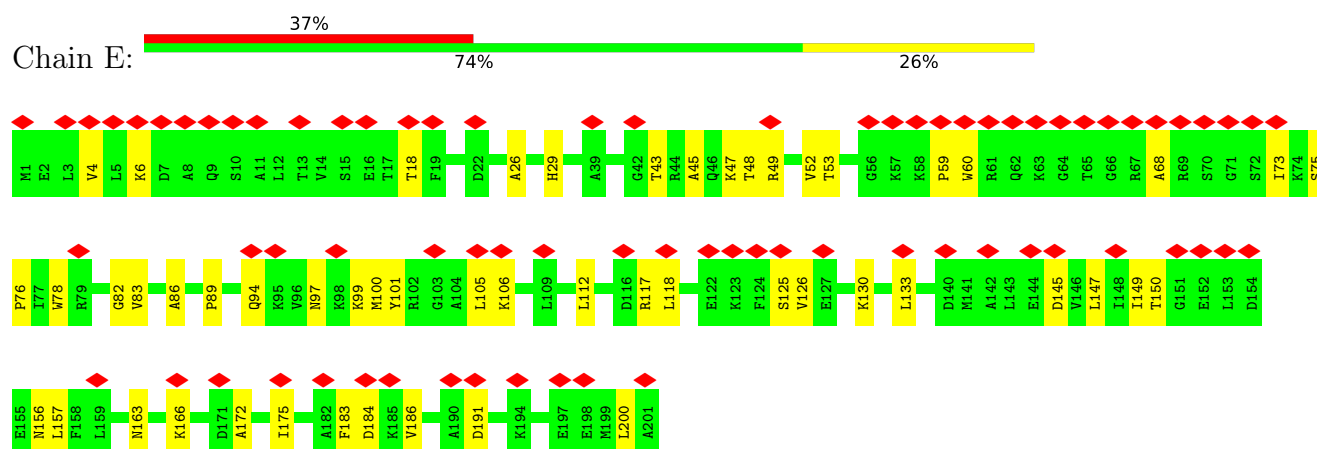 37%
Chain E:
74% 26%
M1 E2 L3 V4 L5 K6 D7 A8 Q9 S10 A11 L12 T13 V14 S15 E16 T17 T18 F19 D22 A26 H29 A39 G42 T43 R44 A45 Q46 K47 T48 R49 V52 T53 G56 K57 K58 P59 W60 R61 Q62 K63 G64 T65 G66 R67 A68 R69 S70 G71 S72 I73 K74 S75
P76 I77 W78 R79 G82 V83 A86 P89 Q94 K95 V96 N97 K98 K99 M100 Y101 R102 G103 A104 L105 K106 L109 L112 D116 R117 L118 E122 K123 F124 S125 V126 E127 K130 L133 D140 M141 A142 L143 E144 D145 V146 L147 I148 I149 T150 G151 E152 L153 D154
E155 N156 L157 F158 L159 N163 K166 D171 A172 I175 A182 F183 D184 K185 V186 A190 D191 K194 E197 E198 M199 L200 A201